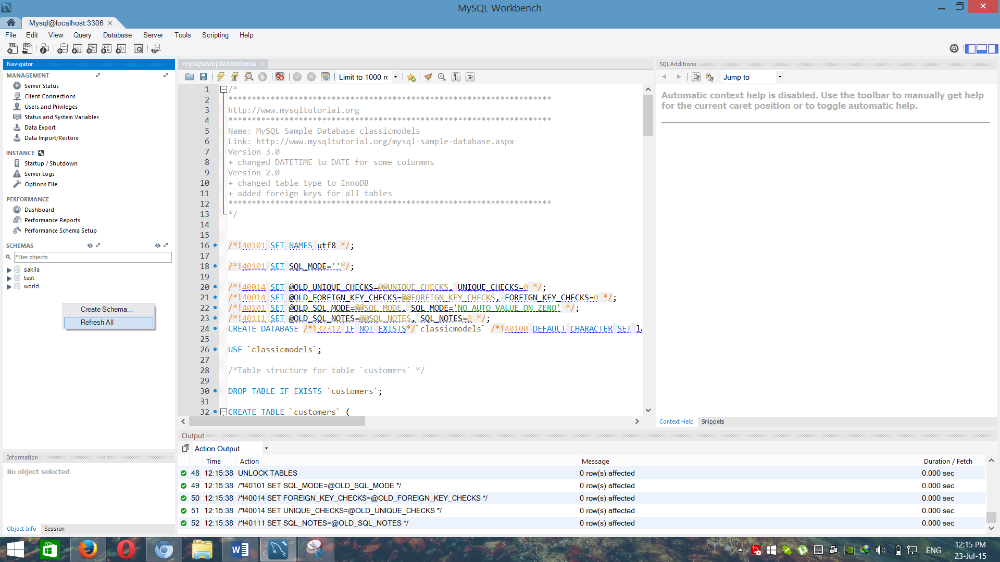 MySQL Workbench
Mysql@localhost:3306
File Edit View Query Database Server Tools Scripting Help
Navigator
MANAGEMENT
Server Status
Client Connections
Users and Privileges
Status and System Variables
Data Export
Data Import/Restore
INSTANCE
Startup / Shutdown
Server Logs
Options File
PERFORMANCE
Dashboard
Performance Reports
Performance Schema Setup
SCHEMAS
Filter objects
sakila
test
world
Create Schema...
Refresh All
Information
No object selected
Object Info Session
mysqlsampledatabase
Limit to 1000 r
1 /*
2 *********************************************************************
3 http://www.mysqltutorial.org
4 *********************************************************************
5 Name: MySQL Sample Database classicmodels
6 Link: http://www.mysqltutorial.org/mysql-sample-database.aspx
7 Version 3.0
8 + changed DATETIME to DATE for some colunmns
9 Version 2.0
10 + changed table type to InnoDB
11 + added foreign keys for all tables
12 *********************************************************************
13 */
14
15
16 /*!40101 SET NAMES utf8 */;
17
18 /*!40101 SET SQL_MODE=''*/;
19
20 /*!40014 SET @OLD_UNIQUE_CHECKS=@@UNIQUE_CHECKS, UNIQUE_CHECKS=0 */;
21 /*!40014 SET @OLD_FOREIGN_KEY_CHECKS=@@FOREIGN_KEY_CHECKS, FOREIGN_KEY_CHECKS=0 */;
22 /*!40101 SET @OLD_SQL_MODE=@@SQL_MODE, SQL_MODE='NO_AUTO_VALUE_ON_ZERO' */;
23 /*!40111 SET @OLD_SQL_NOTES=@@SQL_NOTES, SQL_NOTES=0 */;
24 CREATE DATABASE /*!32312 IF NOT EXISTS*/`classicmodels` /*!40100 DEFAULT CHARACTER SET la
25
26 USE `classicmodels`;
27
28 /*Table structure for table `customers` */
29
30 DROP TABLE IF EXISTS `customers`;
31
32 CREATE TABLE `customers` (
SQLAdditions
Jump to
Automatic context help is disabled. Use the toolbar to manually get help
for the current caret position or to toggle automatic help.
Context Help Snippets
Output
Action Output
Time Action Message Duration / Fetch
48 12:15:38 UNLOCK TABLES 0 row(s) affected 0.000 sec
49 12:15:38 /*!40101 SET SQL_MODE=@OLD_SQL_MODE */ 0 row(s) affected 0.000 sec
50 12:15:38 /*!40014 SET FOREIGN_KEY_CHECKS=@OLD_FOREIGN_KEY_CHECKS */ 0 row(s) affected 0.000 sec
51 12:15:38 /*!40014 SET UNIQUE_CHECKS=@OLD_UNIQUE_CHECKS */ 0 row(s) affected 0.000 sec
52 12:15:38 /*!40111 SET SQL_NOTES=@OLD_SQL_NOTES */ 0 row(s) affected 0.000 sec
ENG
12:15 PM
23-Jul-15